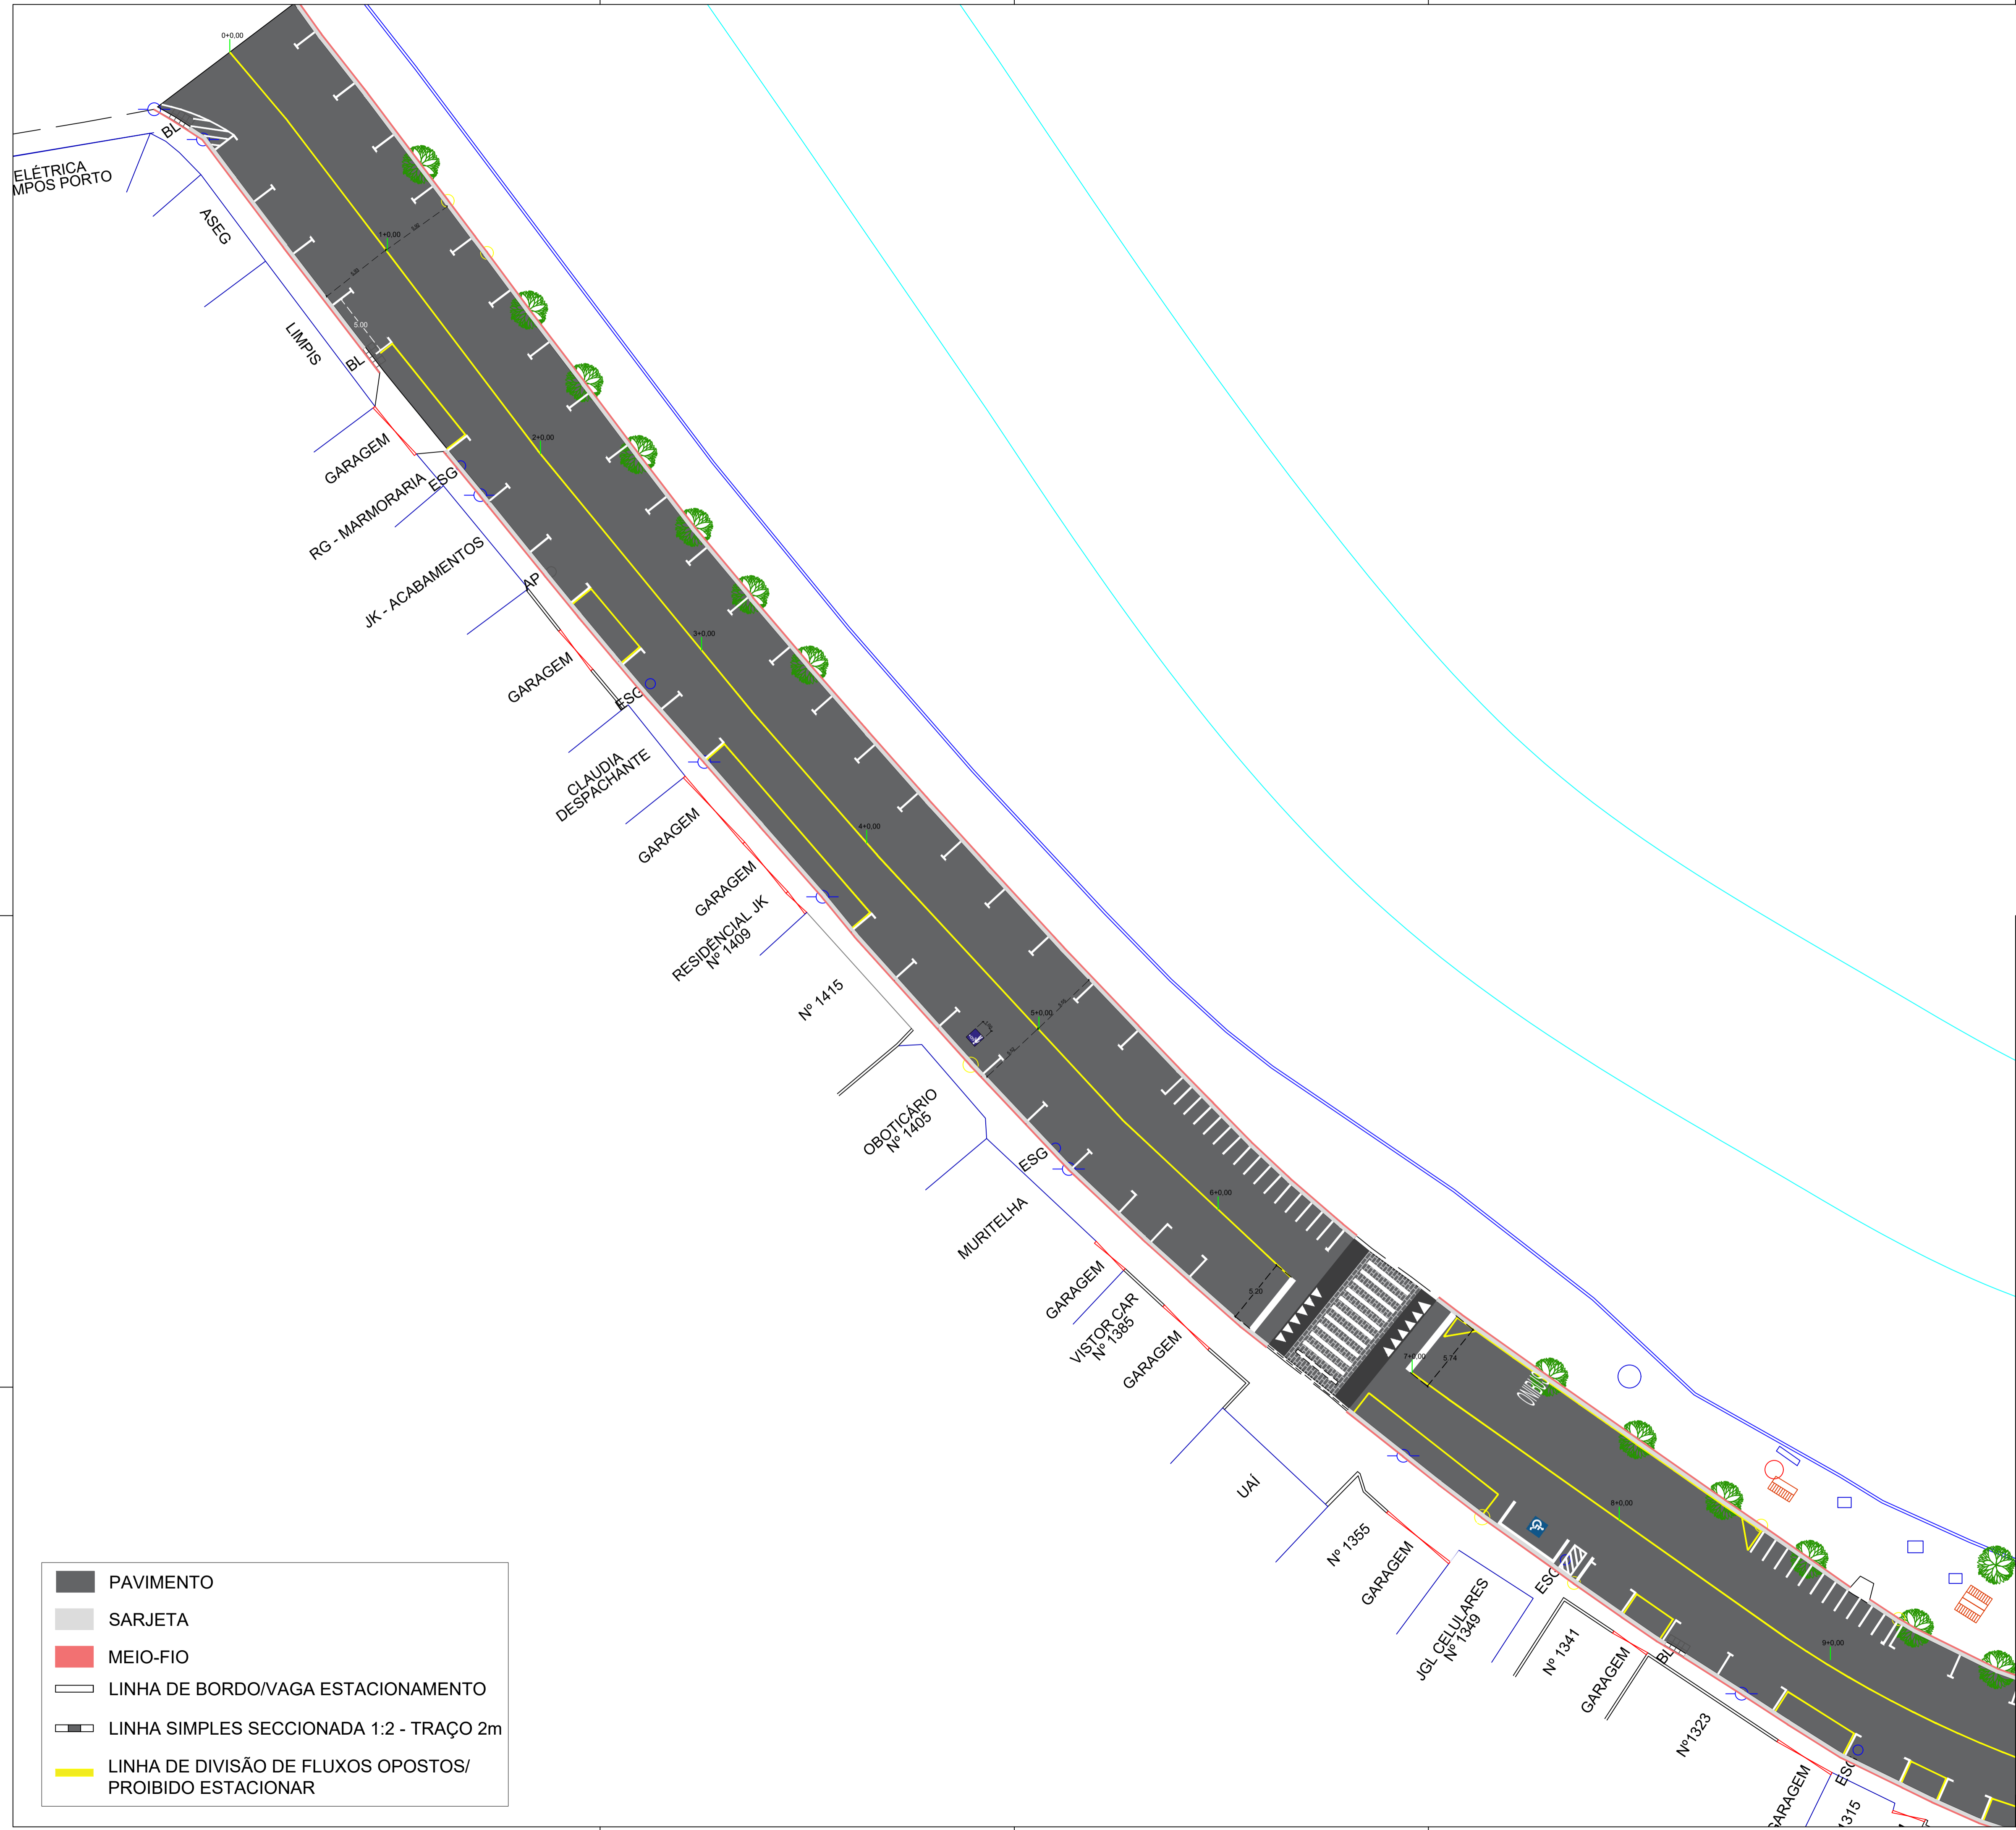 0+0,00
BL
ELÉTRICA
MPOS PORTO
ASEG
1+0,00
5.00
LIMPIS
BL
GARAGEM
2+0,00
ESG
RG - MARMORARIA
JK - ACABAMENTOS
AP
3+0,00
GARAGEM
ESG
CLAUDIA
DESPACHANTE
GARAGEM
4+0,00
GARAGEM
RESIDÊNCIAL JK
Nº 1409
Nº 1415
5+0,00
OBOTICÁRIO
Nº 1405
ESG
MURITELHA
6+0,00
GARAGEM
5.20
VISTOR CAR
Nº 1385
GARAGEM
7+0,00
5.74
ONIBUS
UAÍ
8+0,00
Nº 1355
GARAGEM
JGL CELULARES
Nº 1349
ESG
Nº 1341
GARAGEM
BL
9+0,00
Nº1323
GARAGEM
ESG
1315
PAVIMENTO
SARJETA
MEIO-FIO
LINHA DE BORDO/VAGA ESTACIONAMENTO
LINHA SIMPLES SECCIONADA 1:2 - TRAÇO 2m
LINHA DE DIVISÃO DE FLUXOS OPOSTOS/
PROIBIDO ESTACIONAR